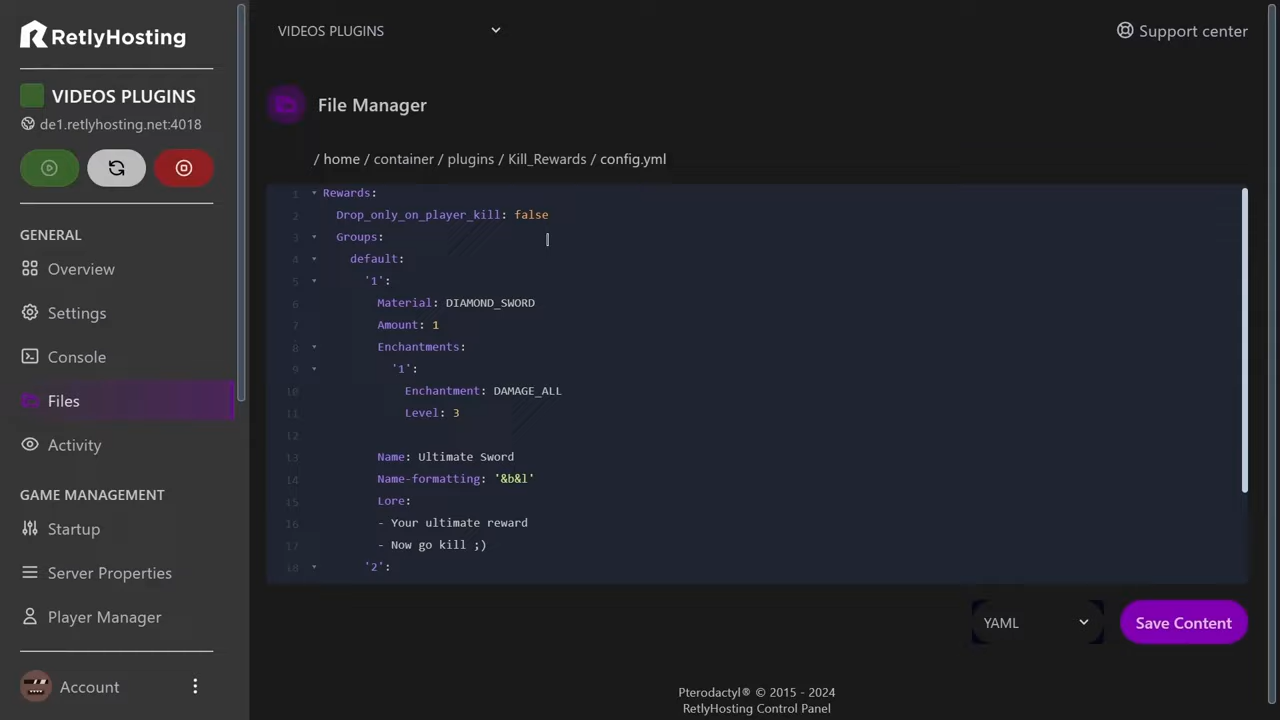 RetlyHosting
VIDEOS PLUGINS
Support center
VIDEOS PLUGINS
de1.retlyhosting.net:4018
File Manager
/ home / container / plugins / Kill_Rewards / config.yml
GENERAL
Overview
Settings
Console
Files
Activity
GAME MANAGEMENT
Startup
Server Properties
Player Manager
Account
1 Rewards:
2 Drop_only_on_player_kill: false
3 Groups:
4 default:
5 '1':
6 Material: DIAMOND_SWORD
7 Amount: 1
8 Enchantments:
9 '1':
10 Enchantment: DAMAGE_ALL
11 Level: 3
12
13 Name: Ultimate Sword
14 Name-formatting: '&b&l'
15 Lore:
16 - Your ultimate reward
17 - Now go kill ;)
18 '2':
YAML
Save Content
Pterodactyl® © 2015 - 2024
RetlyHosting Control Panel